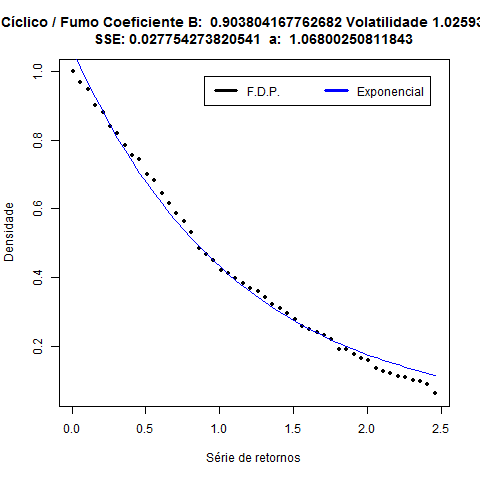 Cíclico / Fumo Coeficiente B: 0.903804167762682 Volatilidade 1.02593
SSE: 0.027754273820541 a: 1.06800250811843
F.D.P.
Exponencial
Densidade
1.0
0.8
0.6
0.4
0.2
0.0
0.5
1.0
1.5
2.0
2.5
Série de retornos